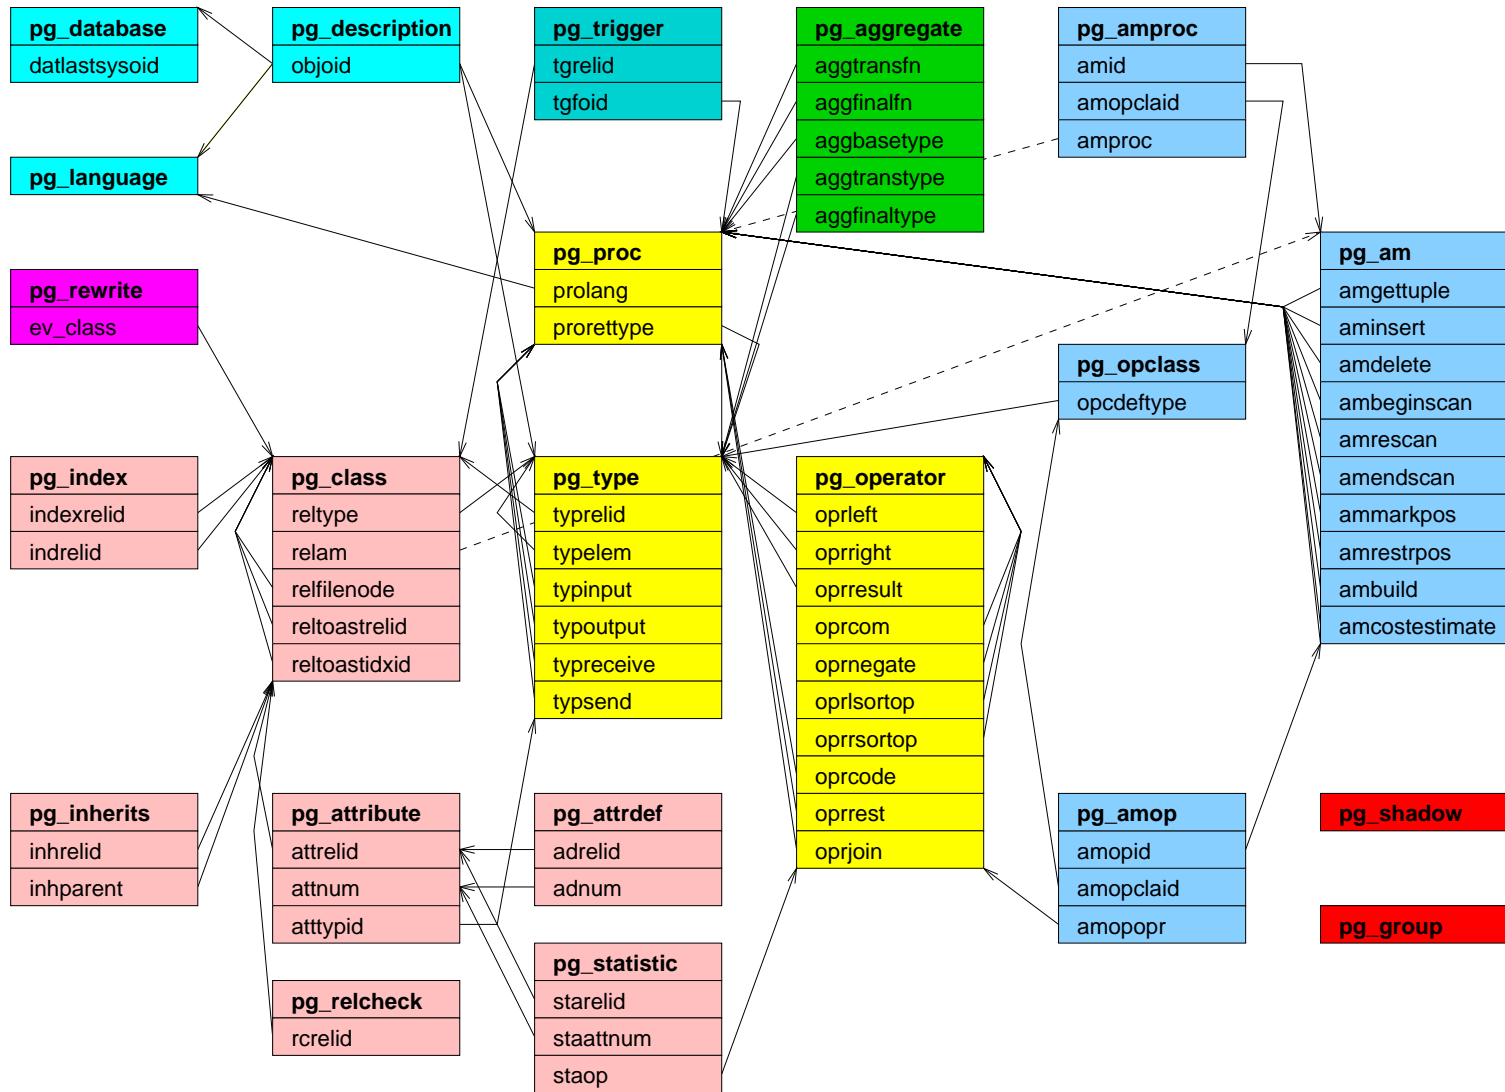 pg_database
datlastsysoid
pg_description
objoid
pg_trigger
tgrelid
tgfoid
pg_aggregate
aggtransfn
aggfinalfn
aggbasetype
aggtranstype
aggfinaltype
pg_amproc
amid
amopclaid
amproc
pg_language
pg_proc
prolang
prorettype
pg_am
amgettuple
aminsert
amdelete
ambeginscan
amrescan
amendscan
ammarkpos
amrestrpos
ambuild
amcostestimate
pg_rewrite
ev_class
pg_opclass
opcdeftype
pg_index
indexrelid
indrelid
pg_class
reltype
relam
relfilenode
reltoastrelid
reltoastidxid
pg_type
typrelid
typelem
typinput
typoutput
typreceive
typsend
pg_operator
oprleft
oprright
oprresult
oprcom
oprnegate
oprlsortop
oprrsortop
oprcode
oprrest
oprjoin
pg_inherits
inhrelid
inhparent
pg_attribute
attrelid
attnum
atttypid
pg_attrdef
adrelid
adnum
pg_amop
amopid
amopclaid
amopopr
pg_shadow
pg_group
pg_relcheck
rcrelid
pg_statistic
starelid
staattnum
staop